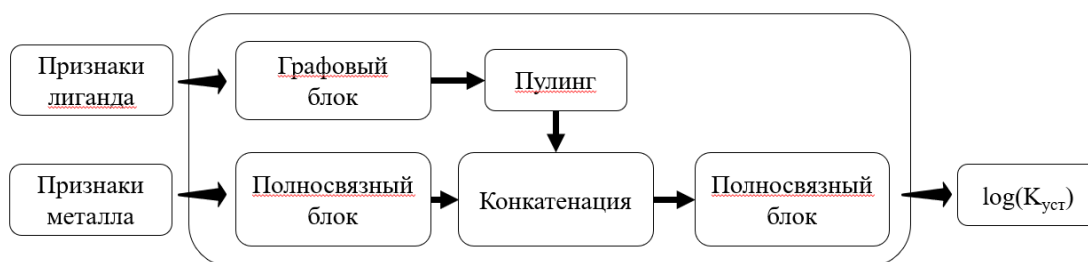 Признаки
лиганда
Графовый
блок
Пулинг
Признаки
металла
Полносвязный
блок
Конкатенация
Полносвязный
блок
log(Kуст)